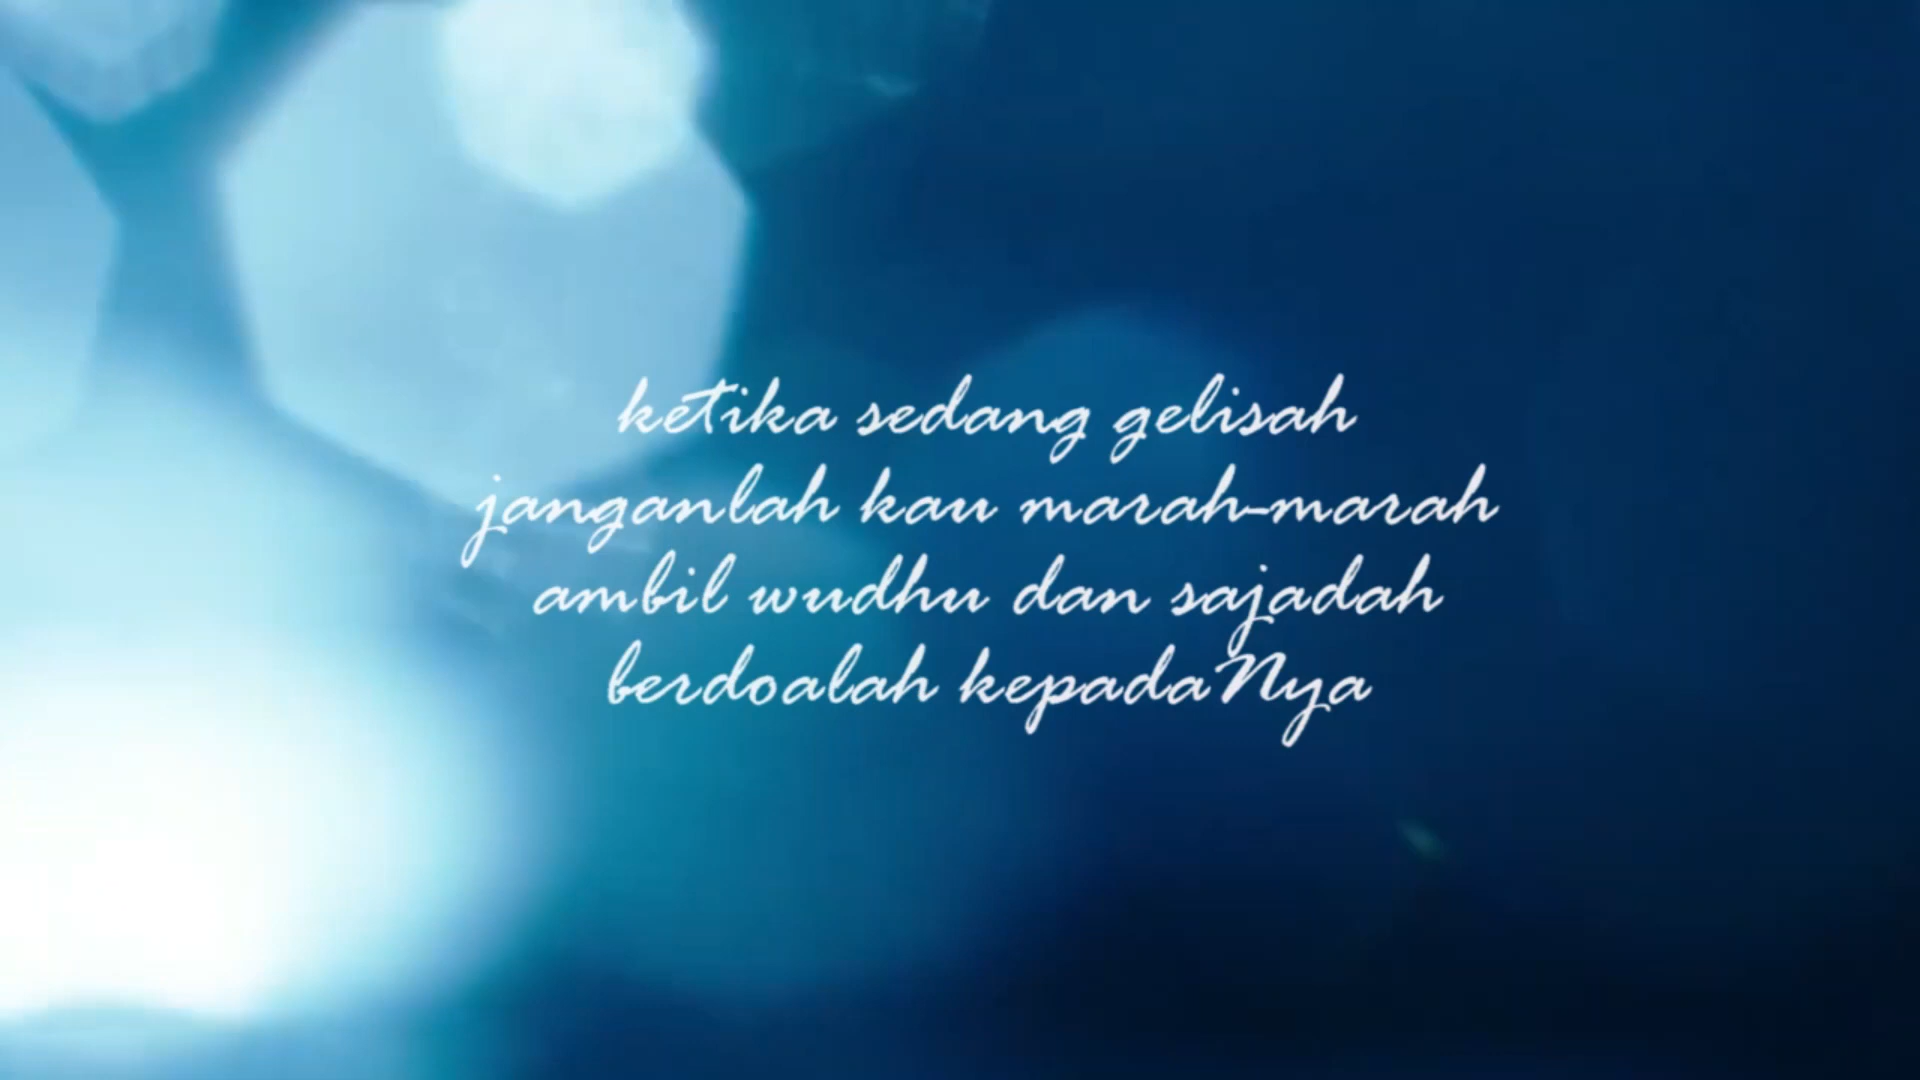 ketika sedang gelisah
janganlah kau marah-marah
ambil wudhu dan sajadah
berdoalah kepadaNya